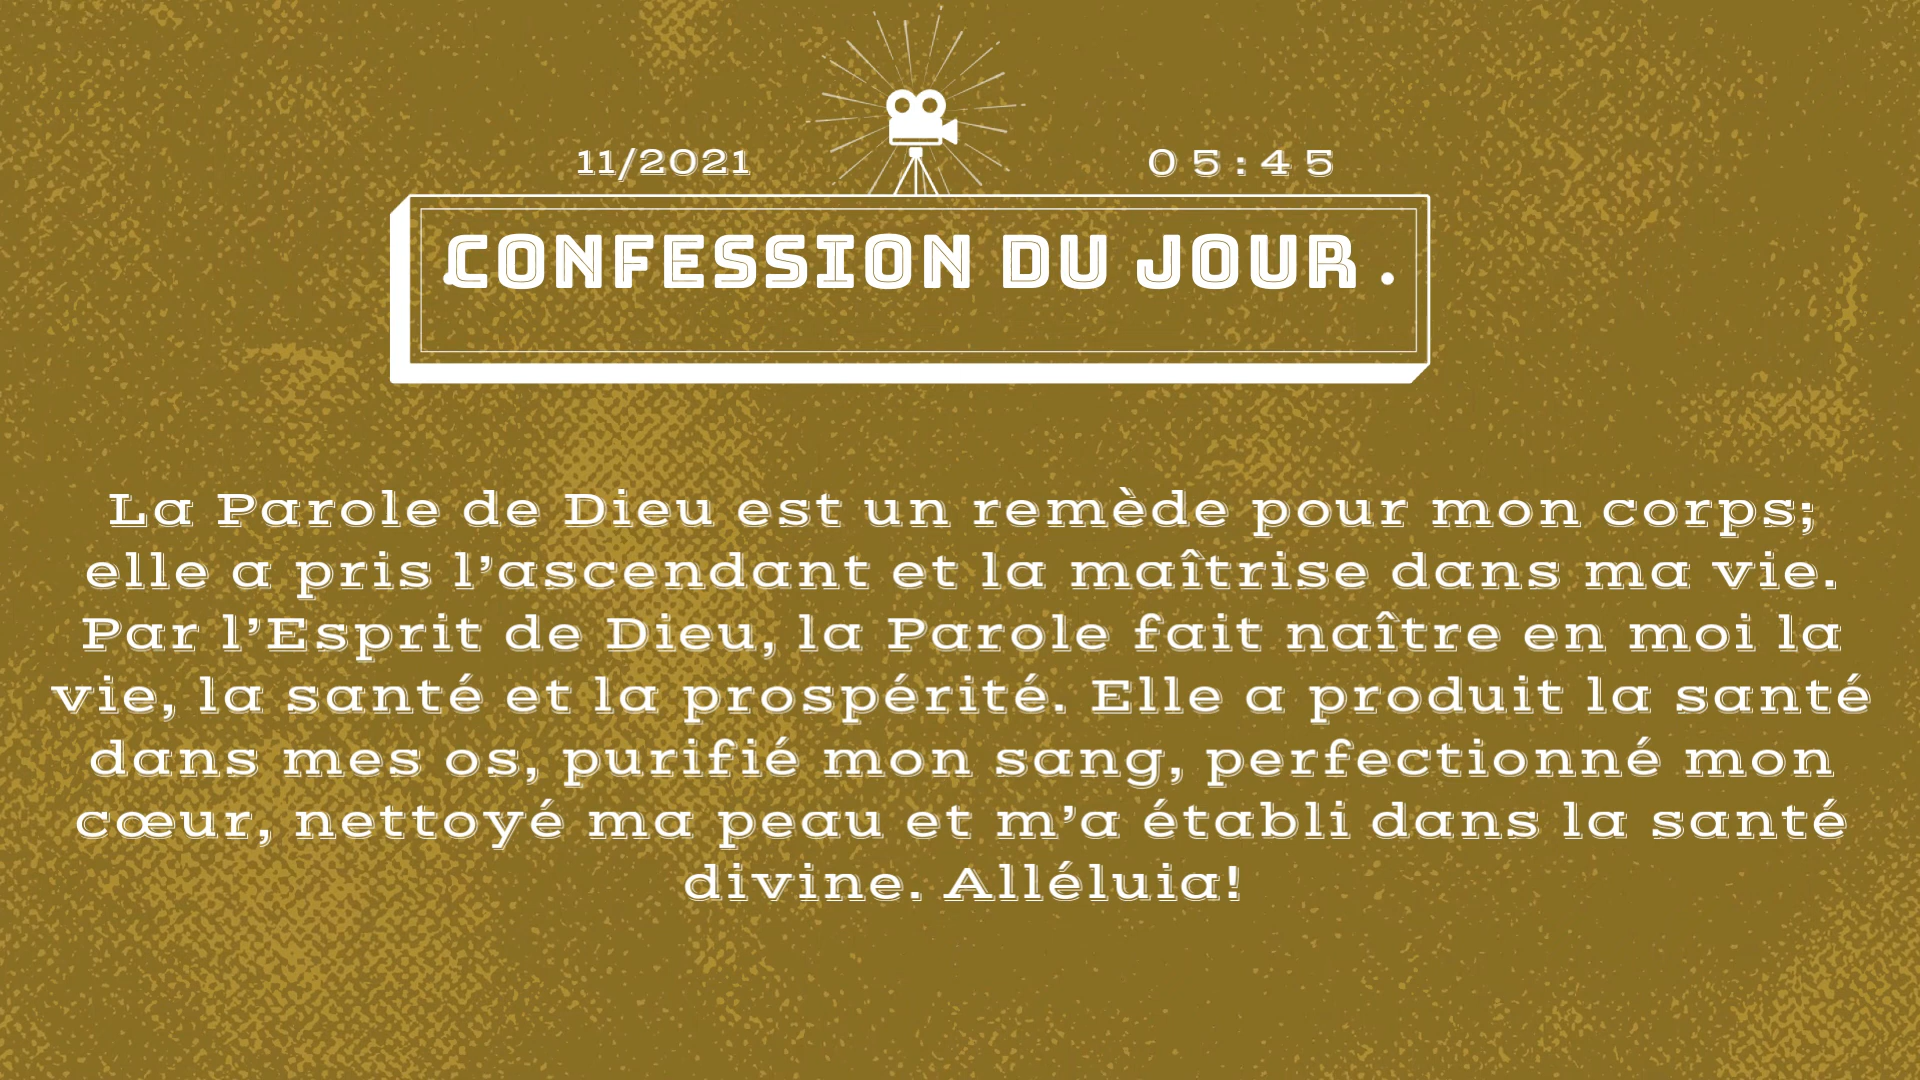 11/2021
05:45
.CONFESSION DU JOUR .
La Parole de Dieu est un remède pour mon corps;
elle a pris l’ascendant et la maîtrise dans ma vie.
Par l’Esprit de Dieu, la Parole fait naître en moi la
vie, la santé et la prospérité. Elle a produit la santé
dans mes os, purifié mon sang, perfectionné mon
cœur, nettoyé ma peau et m’a établi dans la santé
divine. Alléluia!